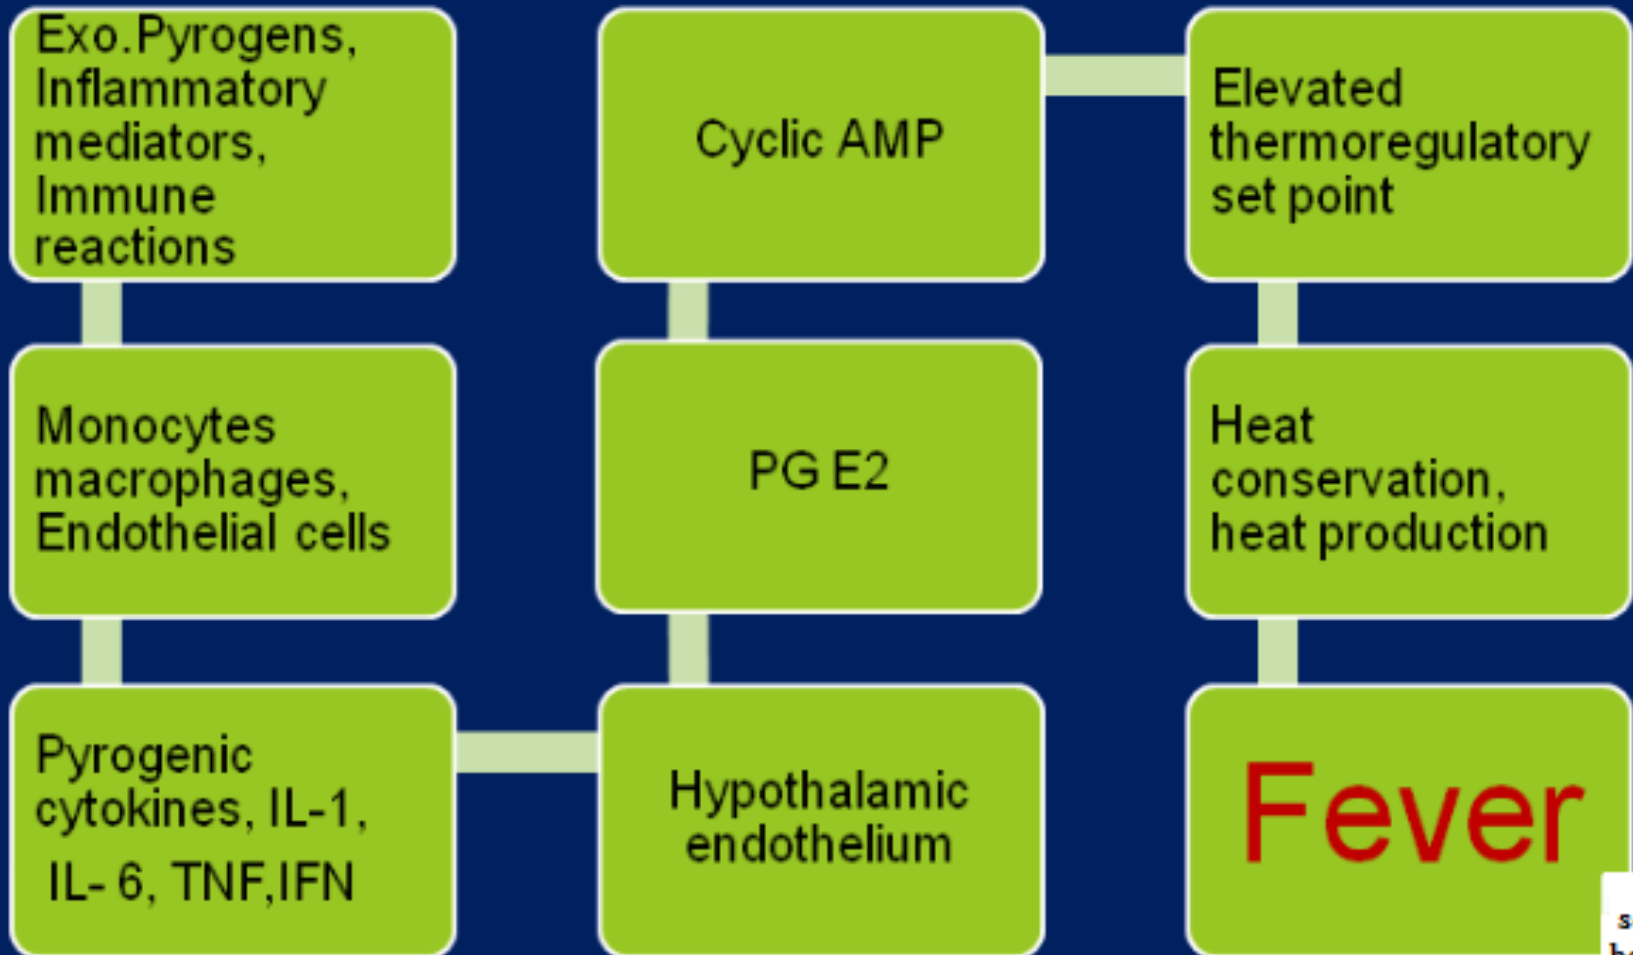 Exo.Pyrogens,
Inflammatory
mediators,
Immune
reactions
Monocytes
macrophages,
Endothelial cells
Pyrogenic
cytokines, IL-1,
IL- 6, TNF,IFN
Hypothalamic
endothelium
PG E2
Cyclic AMP
Elevated
thermoregulatory
set point
Heat
conservation,
heat production
Fever